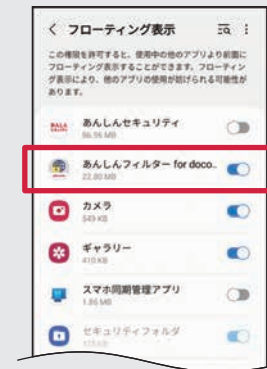 フローティング表示
この権限を許可すると、使用中の他のアプリより前面に
フローティング表示することができます。フローティン
グ表示により、他のアプリの使用が妨げられる可能性が
あります。
あんしんセキュリティ
86.96 MB
あんしんフィルター for doco..
22.80 MB
カメラ
549 KB
ギャラリー
410 KB
スマホ同期管理アプリ
1.86 MB
セキュリティフォルダ